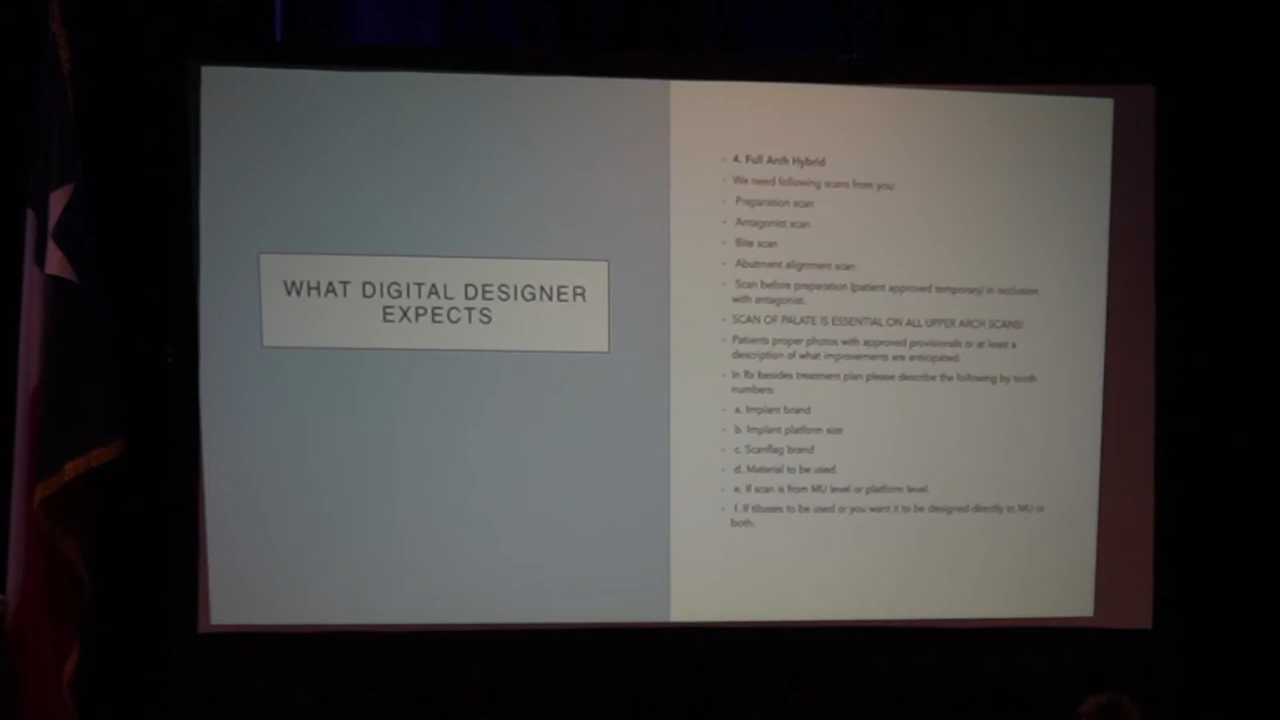 WHAT DIGITAL DESIGNER
EXPECTS
4. Full Arch Hybrid
We need following scans from you:
Preparation scan
Antagonist scan
Bite scan
Abutment alignment scan
Scan before preparation (patient approved temporary) in occlusion
with antagonist.
SCAN OF PALATE IS ESSENTIAL ON ALL UPPER ARCH SCANS!
Patients proper photos with approved provisionals or at least a
description of what improvements are anticipated.
In Rx besides treatment plan please describe the following by tooth
numbers:
a. Implant brand
b. Implant platform size
c. Scanflag brand
d. Material to be used.
e. If scan is from MU level or platform level.
f. If tibases to be used or you want it to be designed directly to MU or
both.